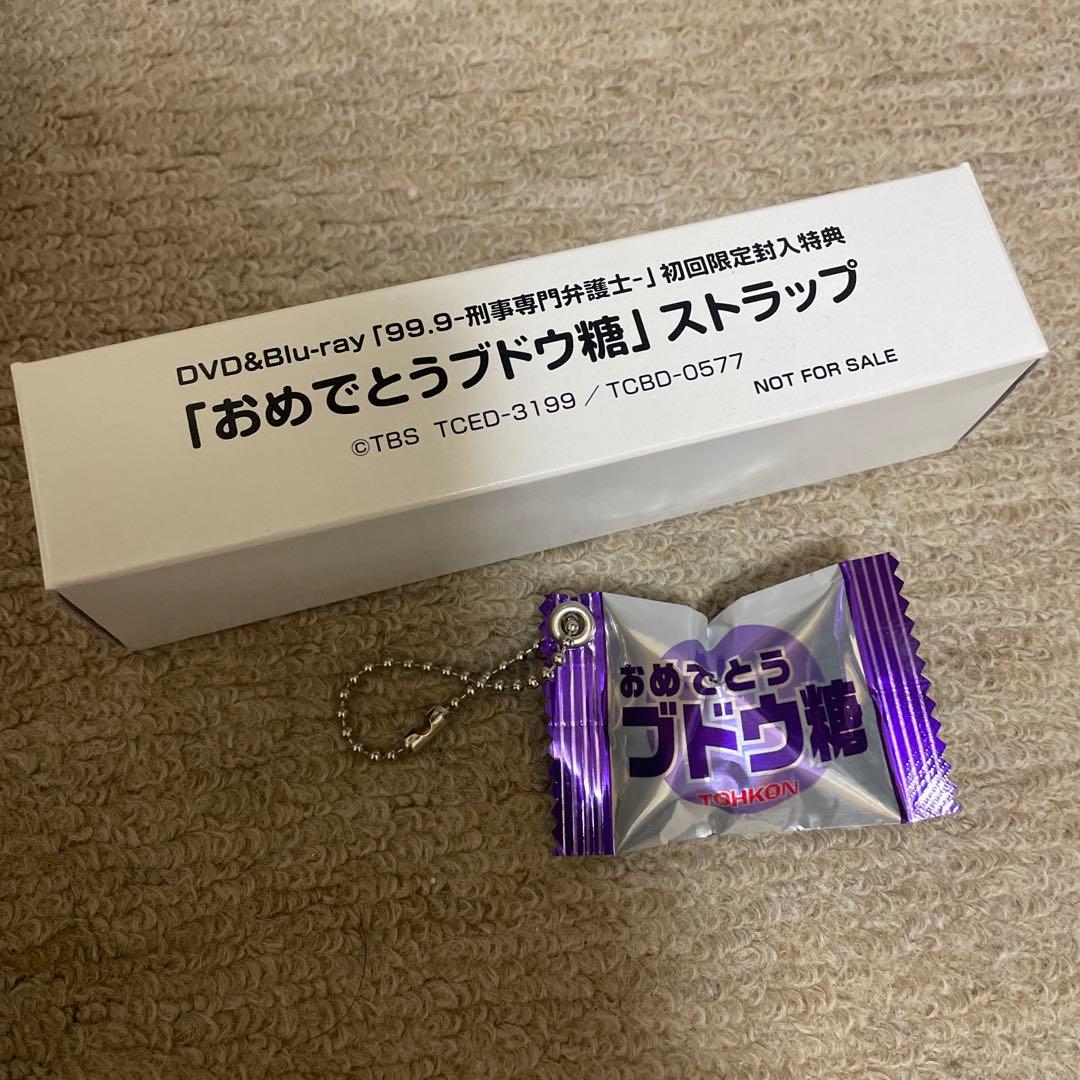 DVD&Blu-ray「99.9-刑事専門弁護士-」初回限定封入特典
「おめでとうブドウ糖」ストラップ
©TBS TCED-3199 / TCBD-0577
NOT FOR SALE
おめでとう
ブドウ糖
TOHKON